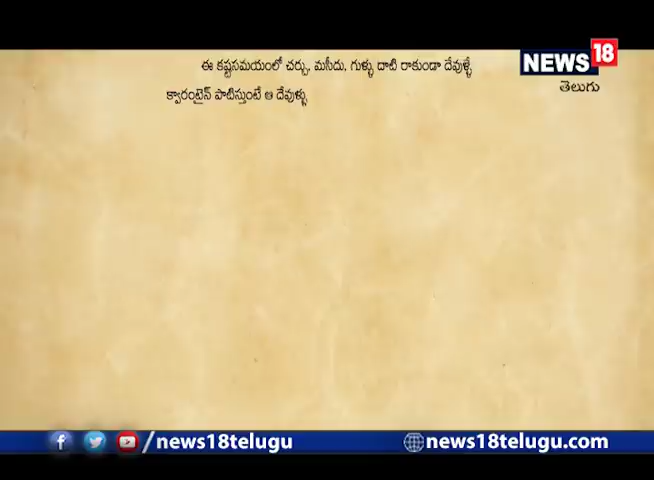 ఈ కష్టసమయంలో చర్చు, మసీదు, గుళ్ళు దాటి రాకుండా దేవుళ్ళే
NEWS 18
తెలుగు
క్వారంటైన్ పాటిస్తుంటే ఆ దేవుళ్ళు
/news18telugu
news18telugu.com